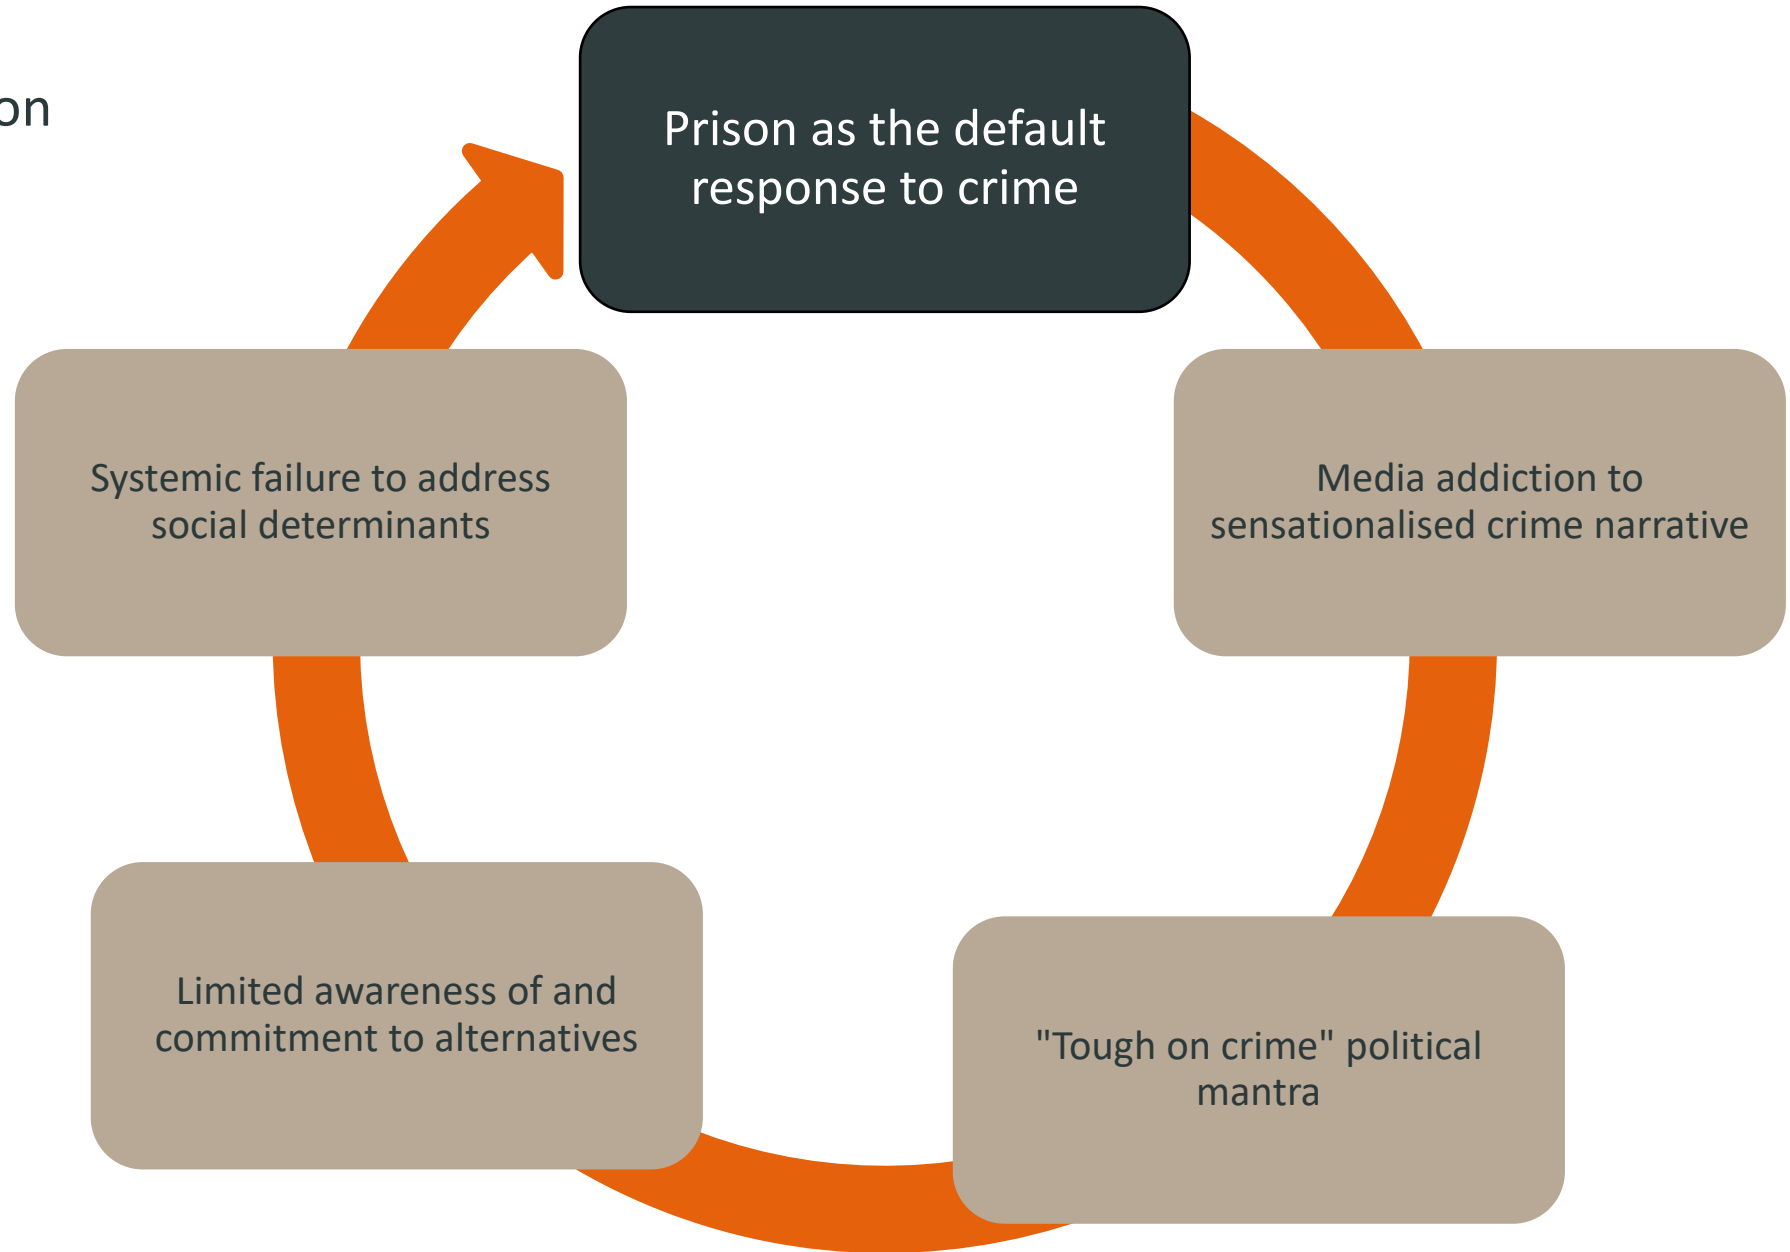 on
Prison as the default
response to crime
Media addiction to
sensationalised crime narrative
"Tough on crime" political
mantra
Limited awareness of and
commitment to alternatives
Systemic failure to address
social determinants